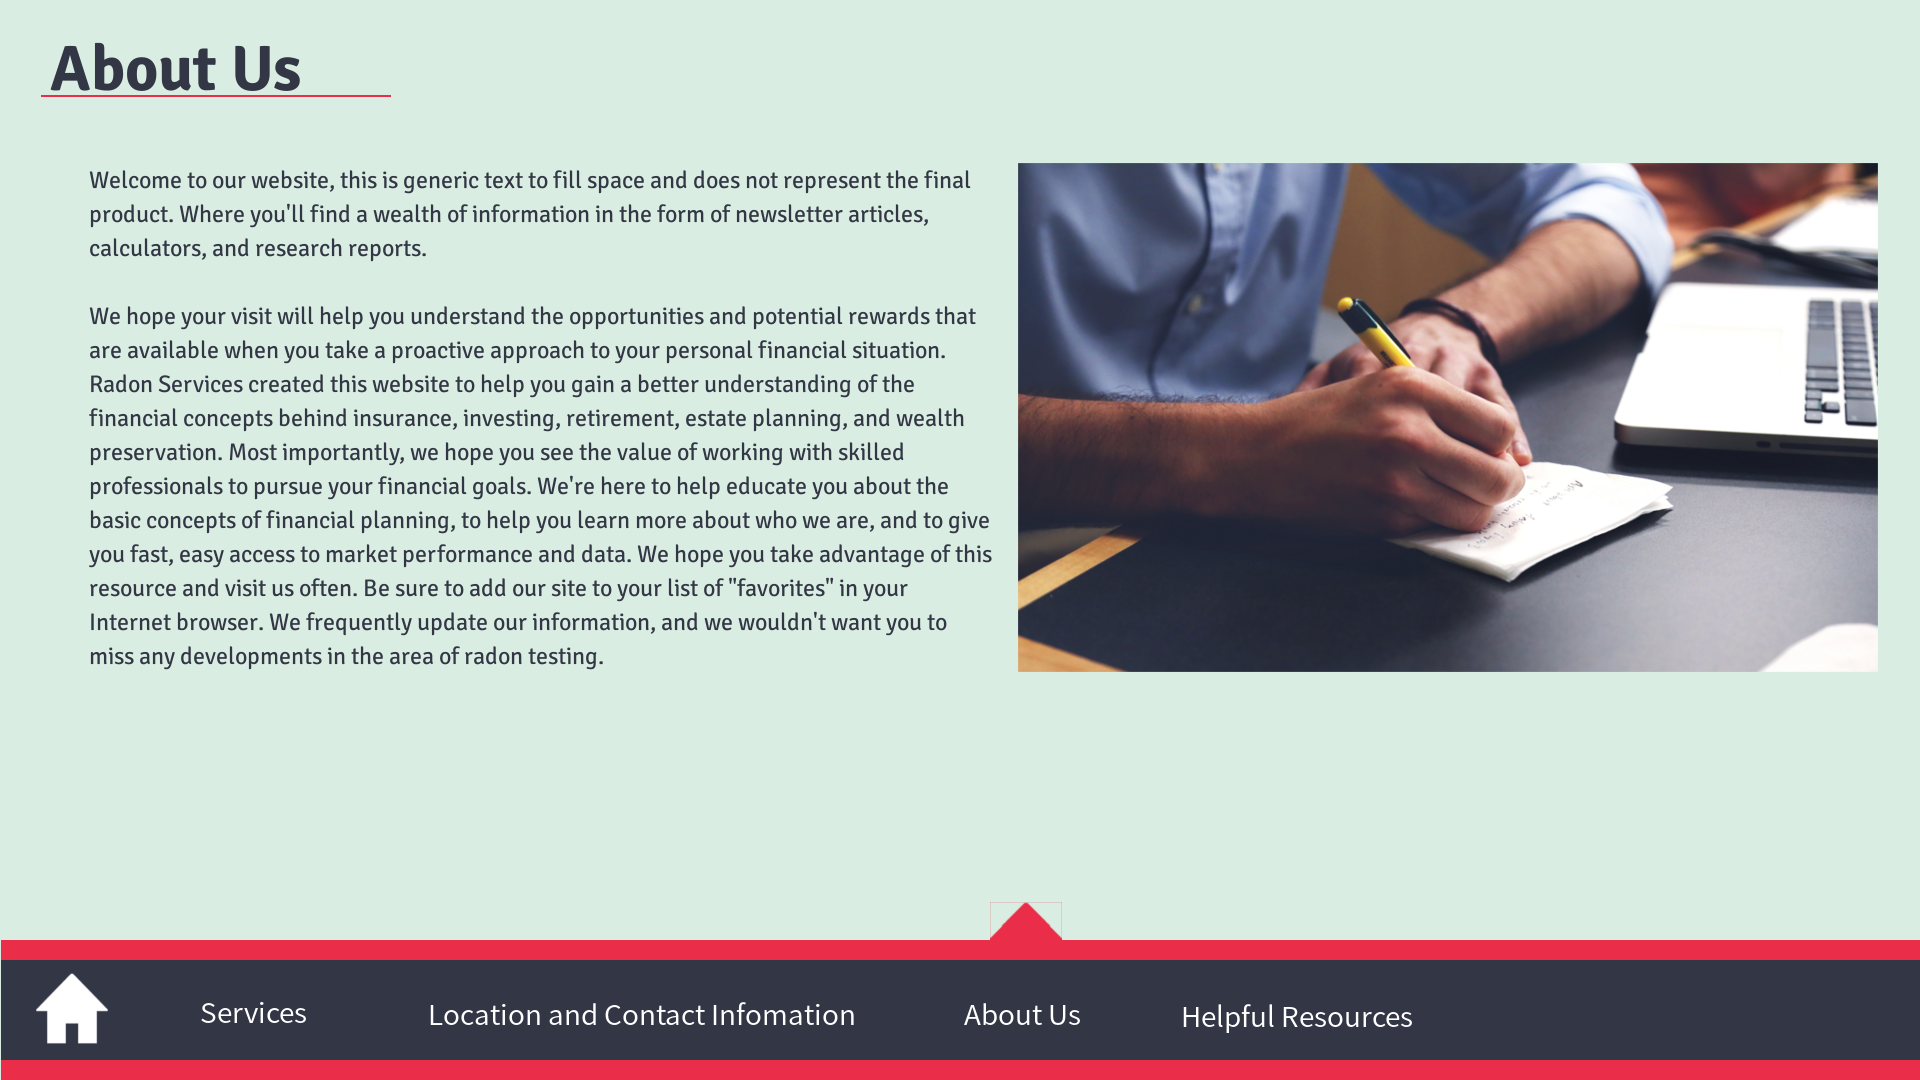 About Us
Welcome to our website, this is generic text to fill space and does not represent the final
product. Where you'll find a wealth of information in the form of newsletter articles,
calculators, and research reports.
We hope your visit will help you understand the opportunities and potential rewards that
are available when you take a proactive approach to your personal financial situation.
Radon Services created this website to help you gain a better understanding of the
financial concepts behind insurance, investing, retirement, estate planning, and wealth
preservation. Most importantly, we hope you see the value of working with skilled
professionals to pursue your financial goals. We're here to help educate you about the
basic concepts of financial planning, to help you learn more about who we are, and to give
you fast, easy access to market performance and data. We hope you take advantage of this
resource and visit us often. Be sure to add our site to your list of "favorites" in your
Internet browser. We frequently update our information, and we wouldn't want you to
miss any developments in the area of radon testing.
Services
Location and Contact Infomation
About Us
Helpful Resources